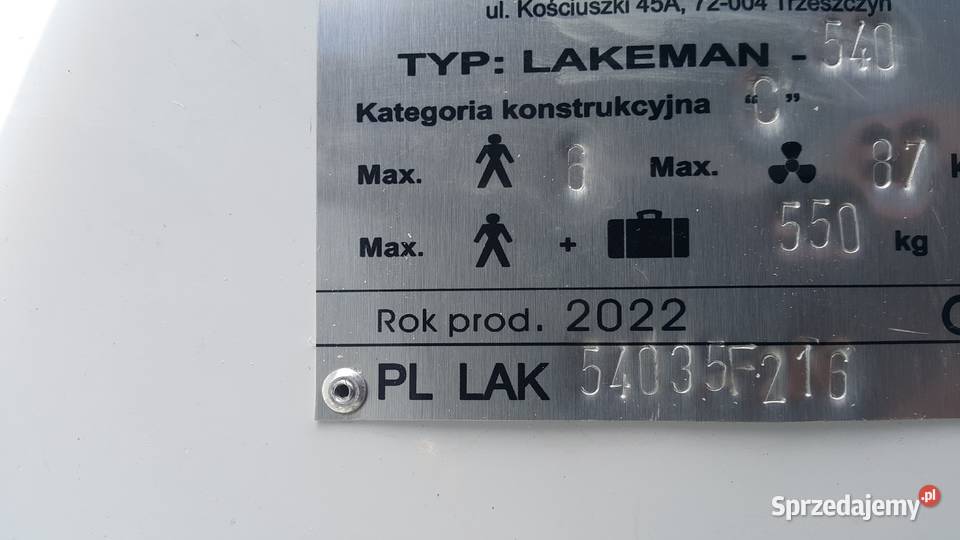 ul. Kościuszki 45A, 72-004 Trzeszczyn
TYP: LAKEMAN - 540
Kategoria konstrukcyjna "C"
Max. 6 Max. 87 k
Max. + 550 kg
Rok prod. 2022 C
PL LAK 54035F216
Sprzedajemy.pl